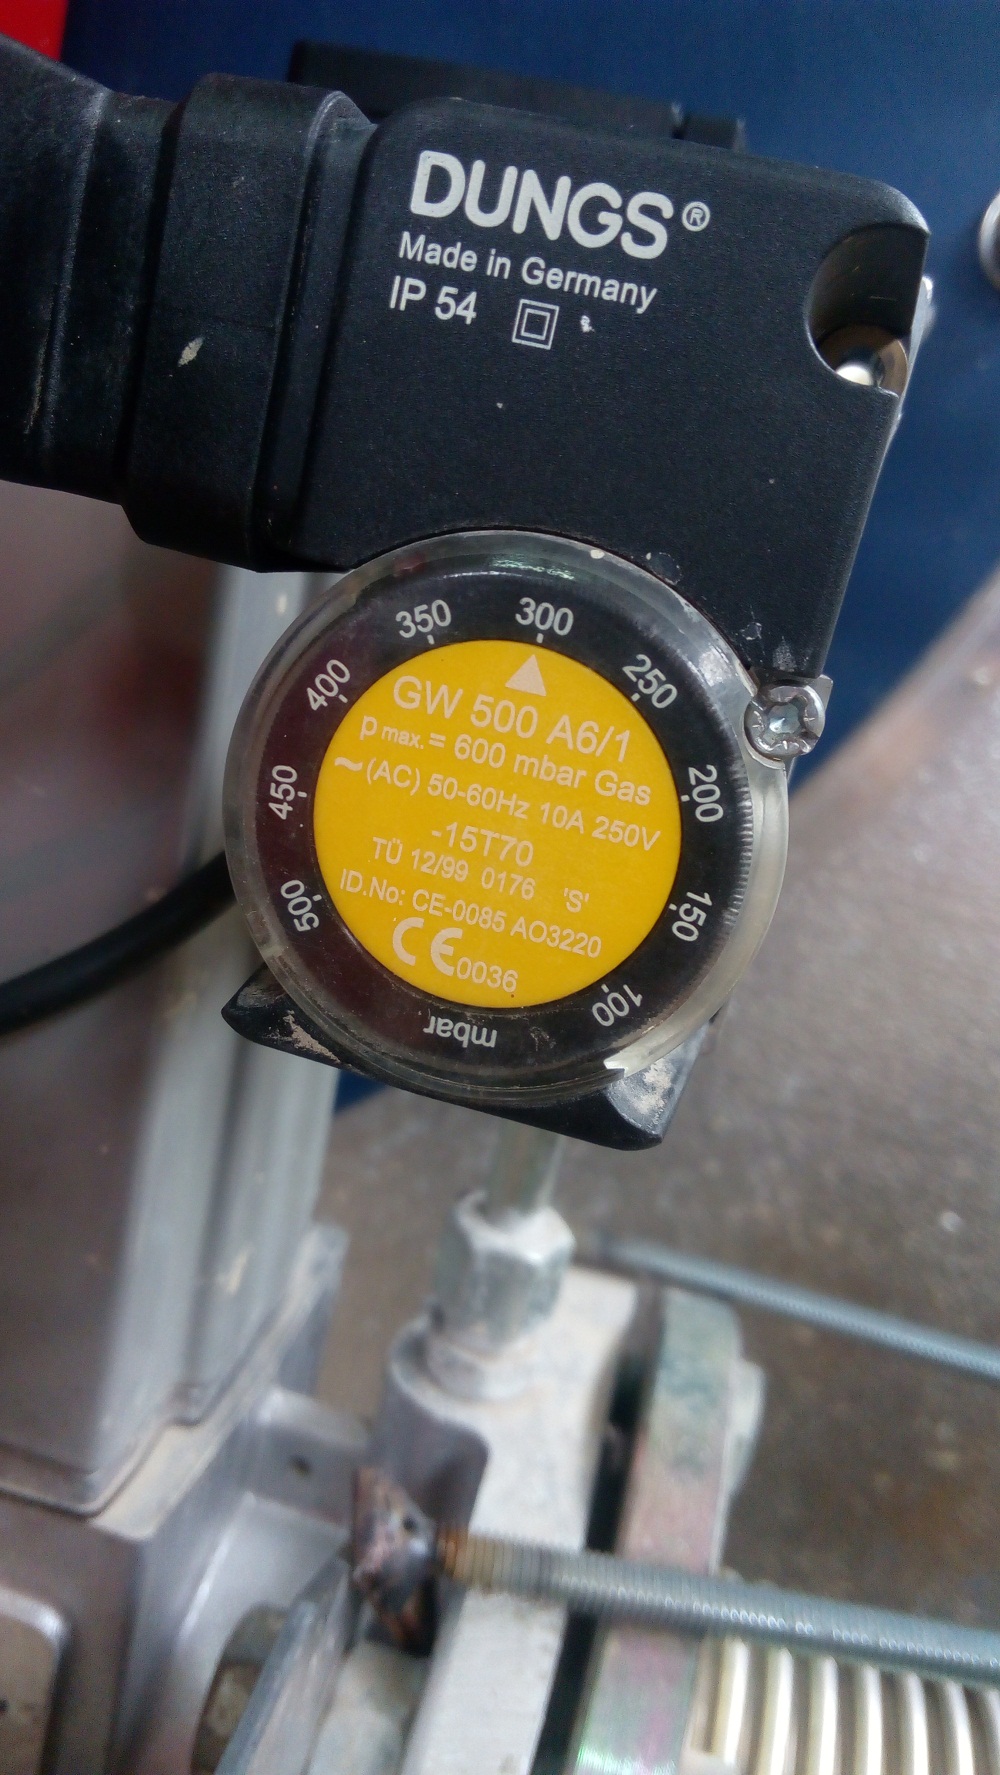 DUNGS®
Made in Germany
IP 54
350 300 250 200 150 100 mbar 500 450 400
GW 500 A6/1
p max. = 600 mbar Gas
~(AC) 50-60Hz 10A 250V
-15T70
TÜ 12/99 0176 'S'
ID.No: CE-0085 AO3220
CE 0036